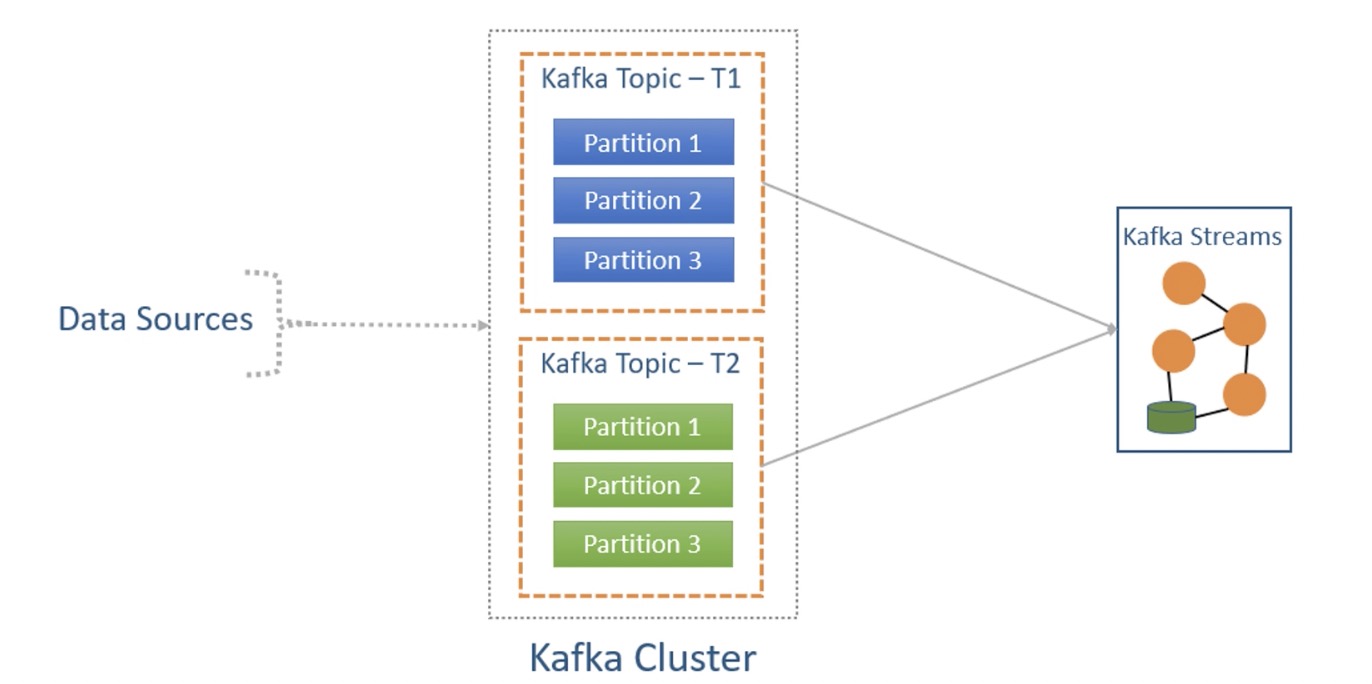 Kafka Topic – T1
Partition 1
Partition 2
Partition 3
Data Sources
Kafka Topic – T2
Partition 1
Partition 2
Partition 3
Kafka Cluster
Kafka Streams